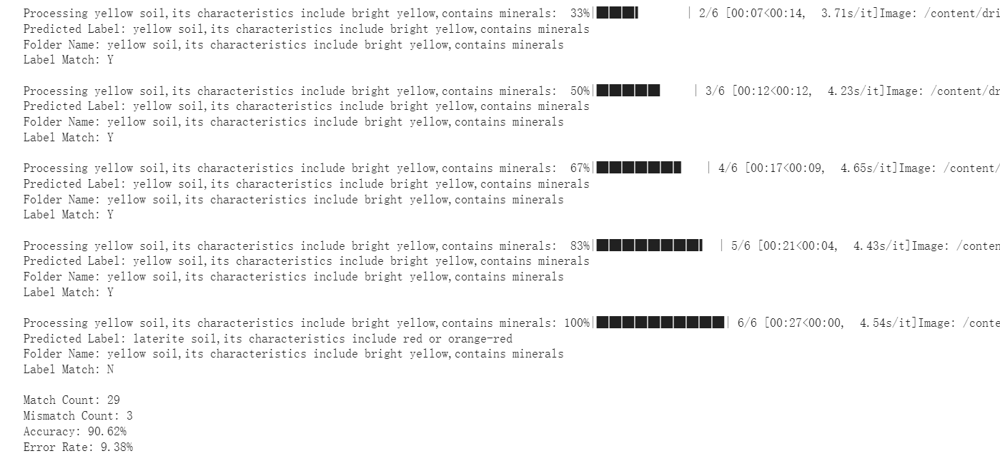 Processing yellow soil,its characteristics include bright yellow,contains minerals:  33%|███▎      | 2/6 [00:07<00:14,  3.71s/it]Image: /content/dri
Predicted Label: yellow soil,its characteristics include bright yellow,contains minerals
Folder Name: yellow soil,its characteristics include bright yellow,contains minerals
Label Match: Y

Processing yellow soil,its characteristics include bright yellow,contains minerals:  50%|█████     | 3/6 [00:12<00:12,  4.23s/it]Image: /content/dr
Predicted Label: yellow soil,its characteristics include bright yellow,contains minerals
Folder Name: yellow soil,its characteristics include bright yellow,contains minerals
Label Match: Y

Processing yellow soil,its characteristics include bright yellow,contains minerals:  67%|██████▋   | 4/6 [00:17<00:09,  4.65s/it]Image: /content/
Predicted Label: yellow soil,its characteristics include bright yellow,contains minerals
Folder Name: yellow soil,its characteristics include bright yellow,contains minerals
Label Match: Y

Processing yellow soil,its characteristics include bright yellow,contains minerals:  83%|████████▎ | 5/6 [00:21<00:04,  4.43s/it]Image: /conten
Predicted Label: yellow soil,its characteristics include bright yellow,contains minerals
Folder Name: yellow soil,its characteristics include bright yellow,contains minerals
Label Match: Y

Processing yellow soil,its characteristics include bright yellow,contains minerals: 100%|██████████| 6/6 [00:27<00:00,  4.54s/it]Image: /conte
Predicted Label: laterite soil,its characteristics include red or orange-red
Folder Name: yellow soil,its characteristics include bright yellow,contains minerals
Label Match: N

Match Count: 29
Mismatch Count: 3
Accuracy: 90.62%
Error Rate: 9.38%